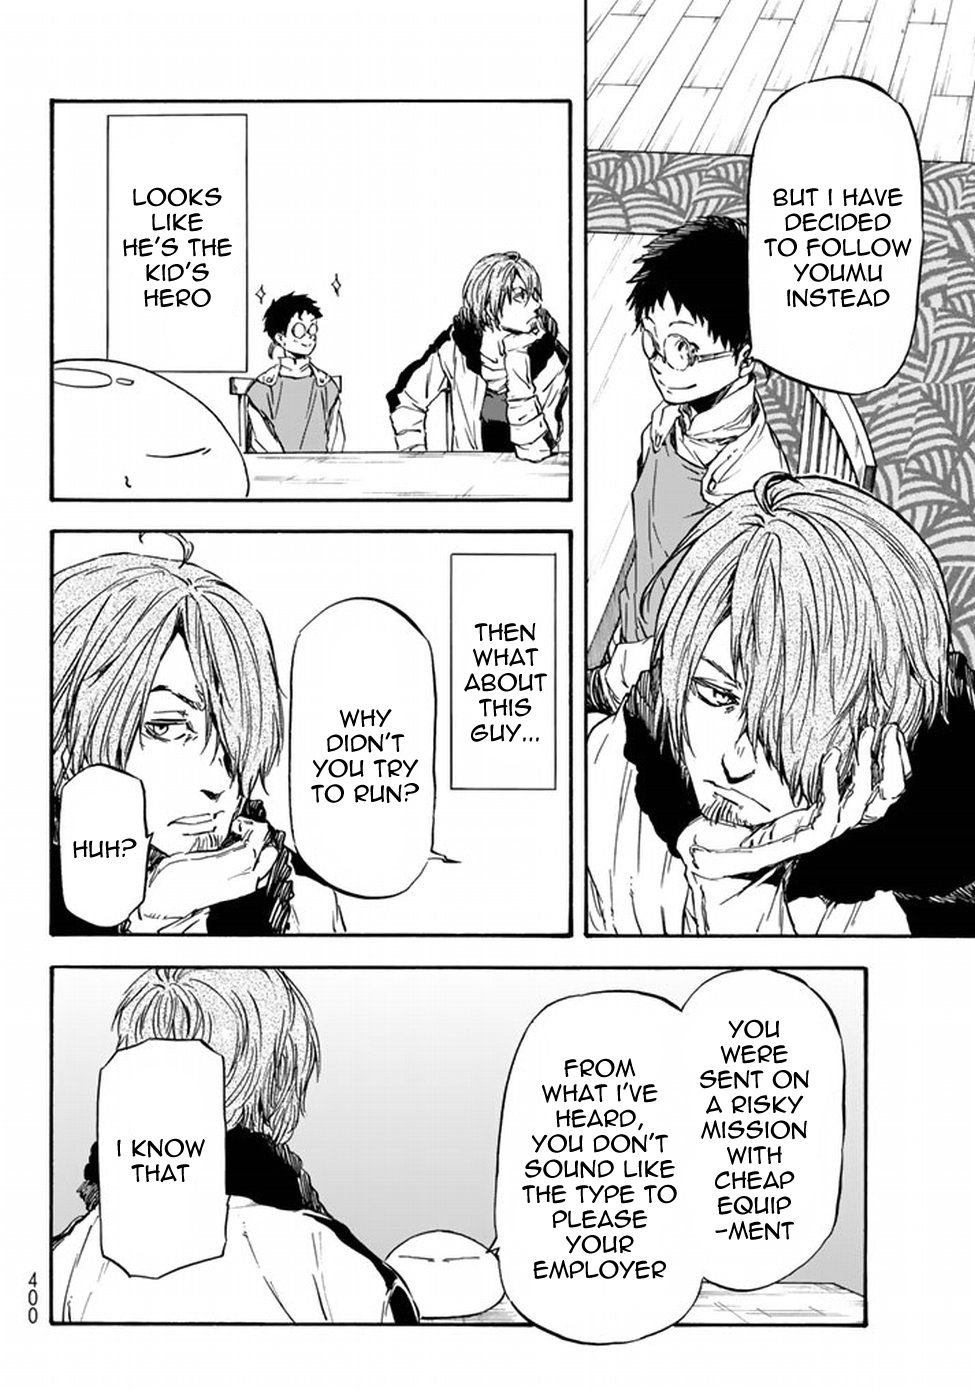 BUT I HAVE
DECIDED
TO FOLLOW
YOUMU
INSTEAD
LOOKS
LIKE
HE'S THE
KID'S
HERO
THEN
WHAT
ABOUT
THIS
GUY...
WHY
DIDN'T
YOU TRY
TO RUN?
HUH?
YOU
WERE
SENT ON
A RISKY
MISSION
WITH
CHEAP
EQUIP
-MENT
FROM
WHAT I'VE
HEARD,
YOU DON'T
SOUND LIKE
THE TYPE TO
PLEASE
YOUR
EMPLOYER
I KNOW
THAT
400